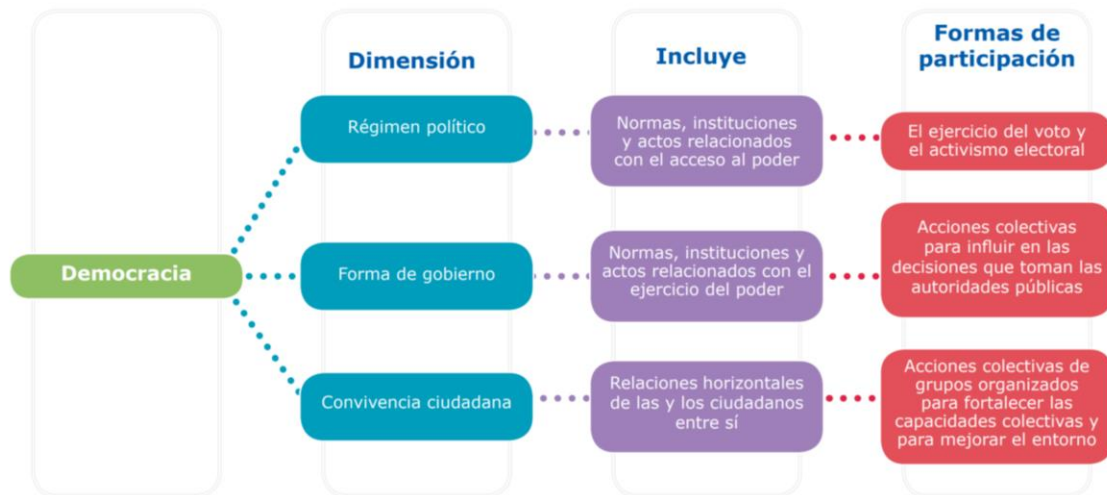 Dimensión
Incluye
Formas de
participación
Democracia
Régimen político
Normas, instituciones
y actos relacionados
con el acceso al poder
El ejercicio del voto y
el activismo electoral
Forma de gobierno
Normas, instituciones y
actos relacionados con el
ejercicio del poder
Acciones colectivas
para influir en las
decisiones que toman las
autoridades públicas
Convivencia ciudadana
Relaciones horizontales
de las y los ciudadanos
entre sí
Acciones colectivas de
grupos organizados
para fortalecer las
capacidades colectivas y
para mejorar el entorno